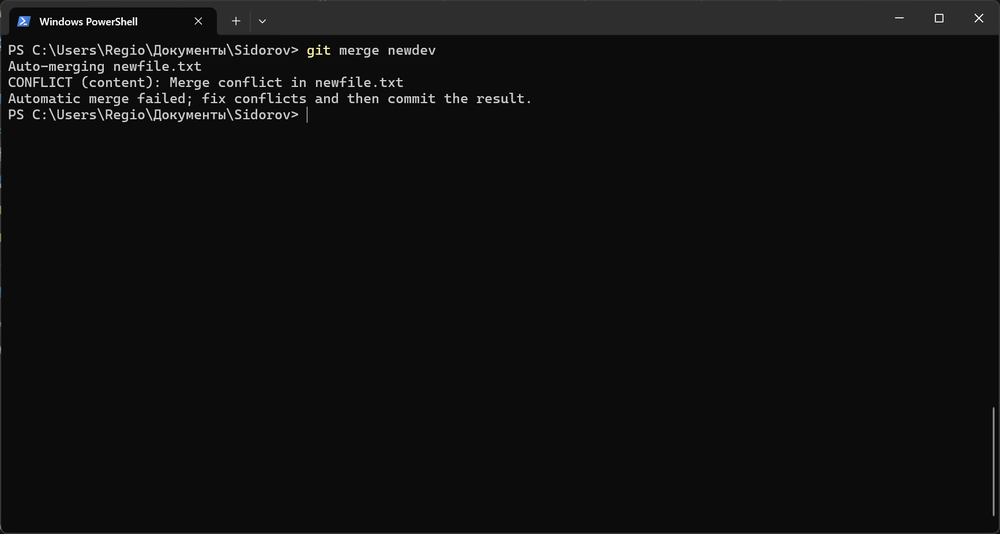 Windows PowerShell
PS C:\Users\Regio\Документы\Sidorov> git merge newdev
Auto-merging newfile.txt
CONFLICT (content): Merge conflict in newfile.txt
Automatic merge failed; fix conflicts and then commit the result.
PS C:\Users\Regio\Документы\Sidorov>